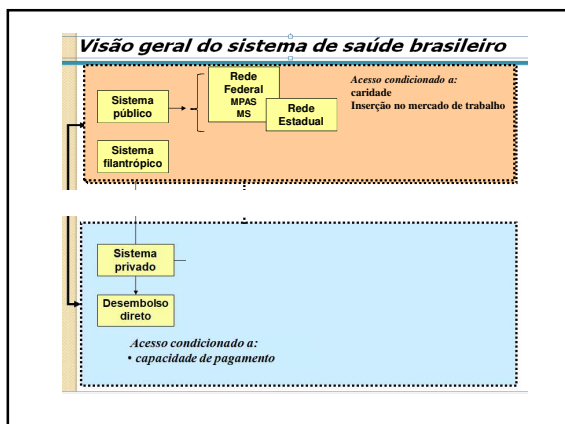 Visão geral do sistema de saúde brasileiro
Sistema
público
Rede
Federal
MPAS
MS
Rede
Estadual
Acesso condicionado a:
caridade
Inserção no mercado de trabalho
Sistema
filantrópico
Sistema
privado
Desembolso
direto
Acesso condicionado a:
• capacidade de pagamento